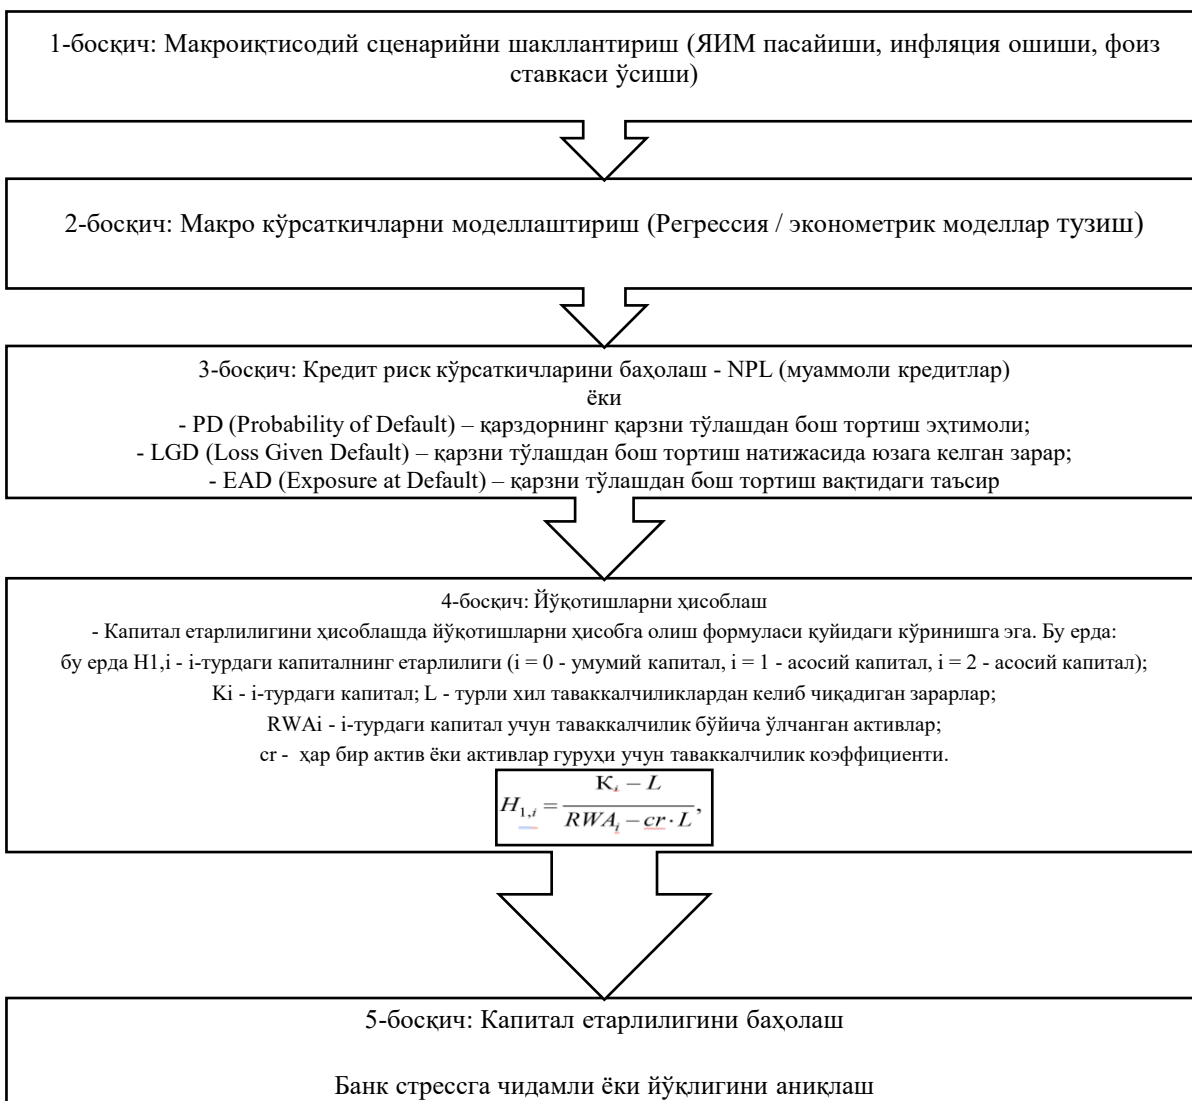 1-босқич: Макроиқтисодий сценарийни шакллантириш (ЯИМ пасайиши, инфляция ошиши, фоиз
ставкаси ўсиши)
2-босқич: Макро кўрсаткичларни моделлаштириш (Регрессия / эконометрик моделлар тузиш)
3-босқич: Кредит риск кўрсаткичларини баҳолаш - NPL (муаммоли кредитлар)
ёки
- PD (Probability of Default) – қарздорнинг қарзни тўлашдан бош тортиш эҳтимоли;
- LGD (Loss Given Default) – қарзни тўлашдан бош тортиш натижасида юзага келган зарар;
- EAD (Exposure at Default) – қарзни тўлашдан бош тортиш вақтидаги таъсир
4-босқич: Йўқотишларни ҳисоблаш
- Капитал етарлилигини ҳисоблашда йўқотишларни ҳисобга олиш формуласи қуйидаги кўринишга эга. Бу ерда:
бу ерда H1,i - i-турдаги капиталнинг етарлилиги (i = 0 - умумий капитал, i = 1 - асосий капитал, i = 2 - асосий капитал);
Ki - i-турдаги капитал; L - турли хил таваккалчиликлардан келиб чиқадиган зарарлар;
RWAi - i-турдаги капитал учун таваккалчилик бўйича ўлчанган активлар;
cr - ҳар бир актив ёки активлар гуруҳи учун таваккалчилик коэффициенти.
H₁,ᵢ = (Kᵢ − L) / (RWAᵢ − cr · L),
5-босқич: Капитал етарлилигини баҳолаш
Банк стрессга чидамли ёки йўқлигини аниқлаш